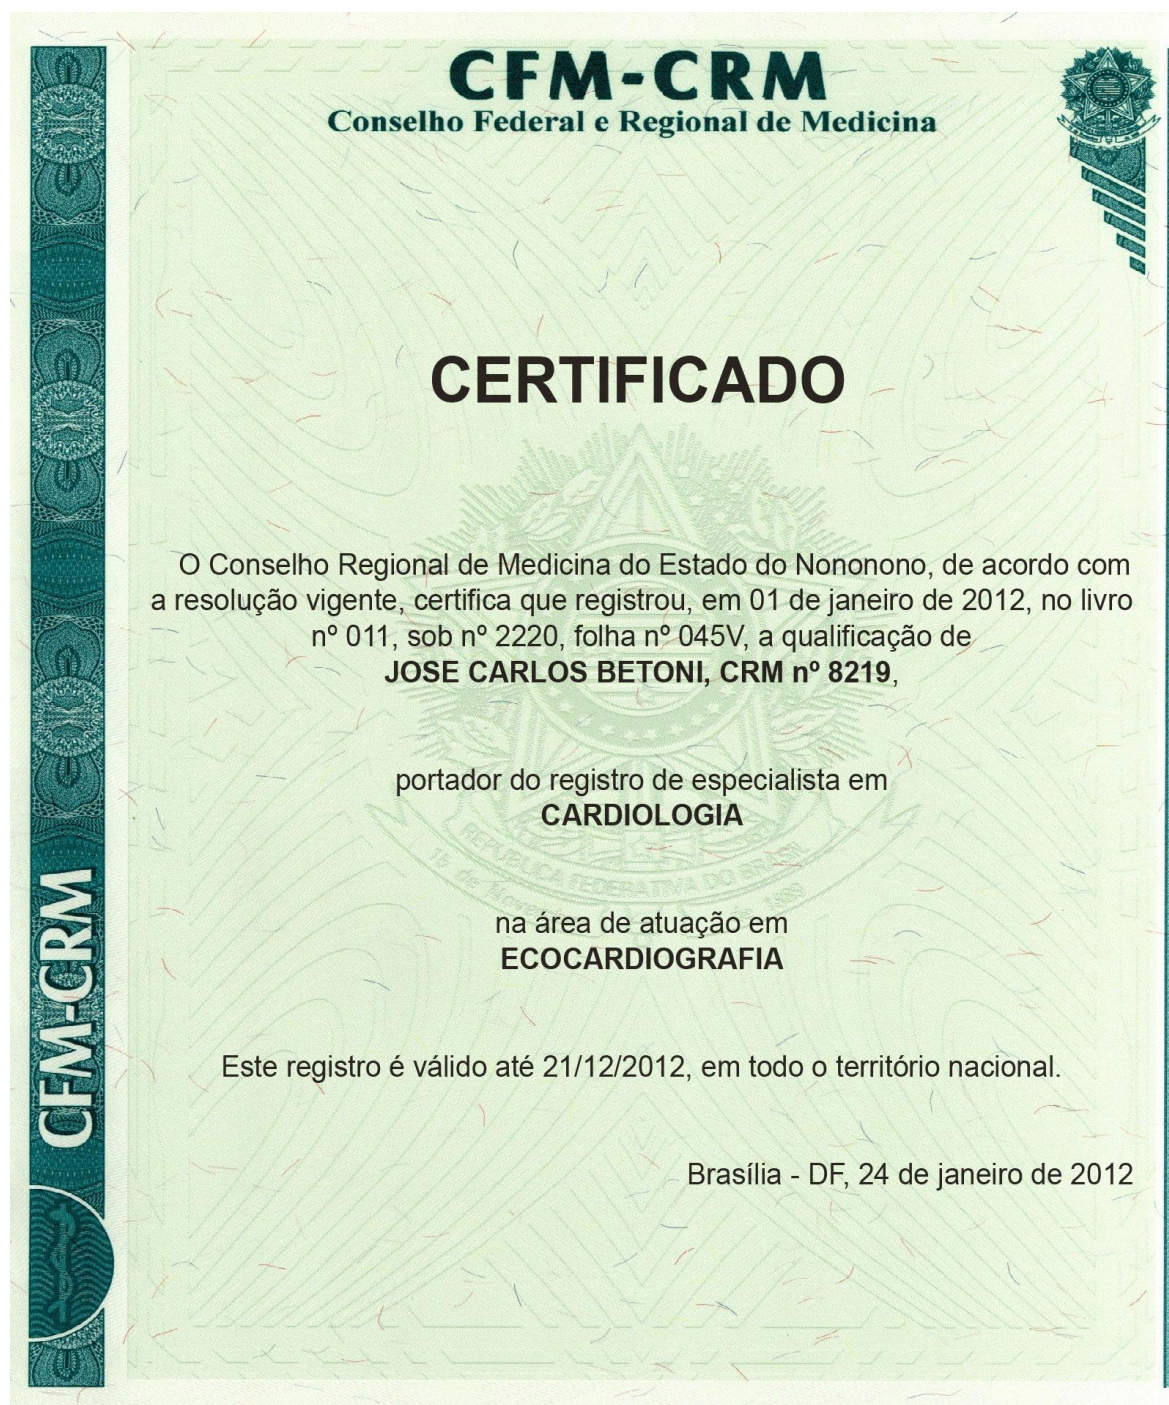 CFM-CRM
Conselho Federal e Regional de Medicina
CERTIFICADO
O Conselho Regional de Medicina do Estado do Nononono, de acordo com
a resolução vigente, certifica que registrou, em 01 de janeiro de 2012, no livro
nº 011, sob nº 2220, folha nº 045V, a qualificação de
JOSE CARLOS BETONI, CRM nº 8219,
portador do registro de especialista em
CARDIOLOGIA
REPUBLICA FEDERATIVA DO BRASIL
na área de atuação em
ECOCARDIOGRAFIA
Este registro é válido até 21/12/2012, em todo o território nacional.
Brasília - DF, 24 de janeiro de 2012
CFM-CRM